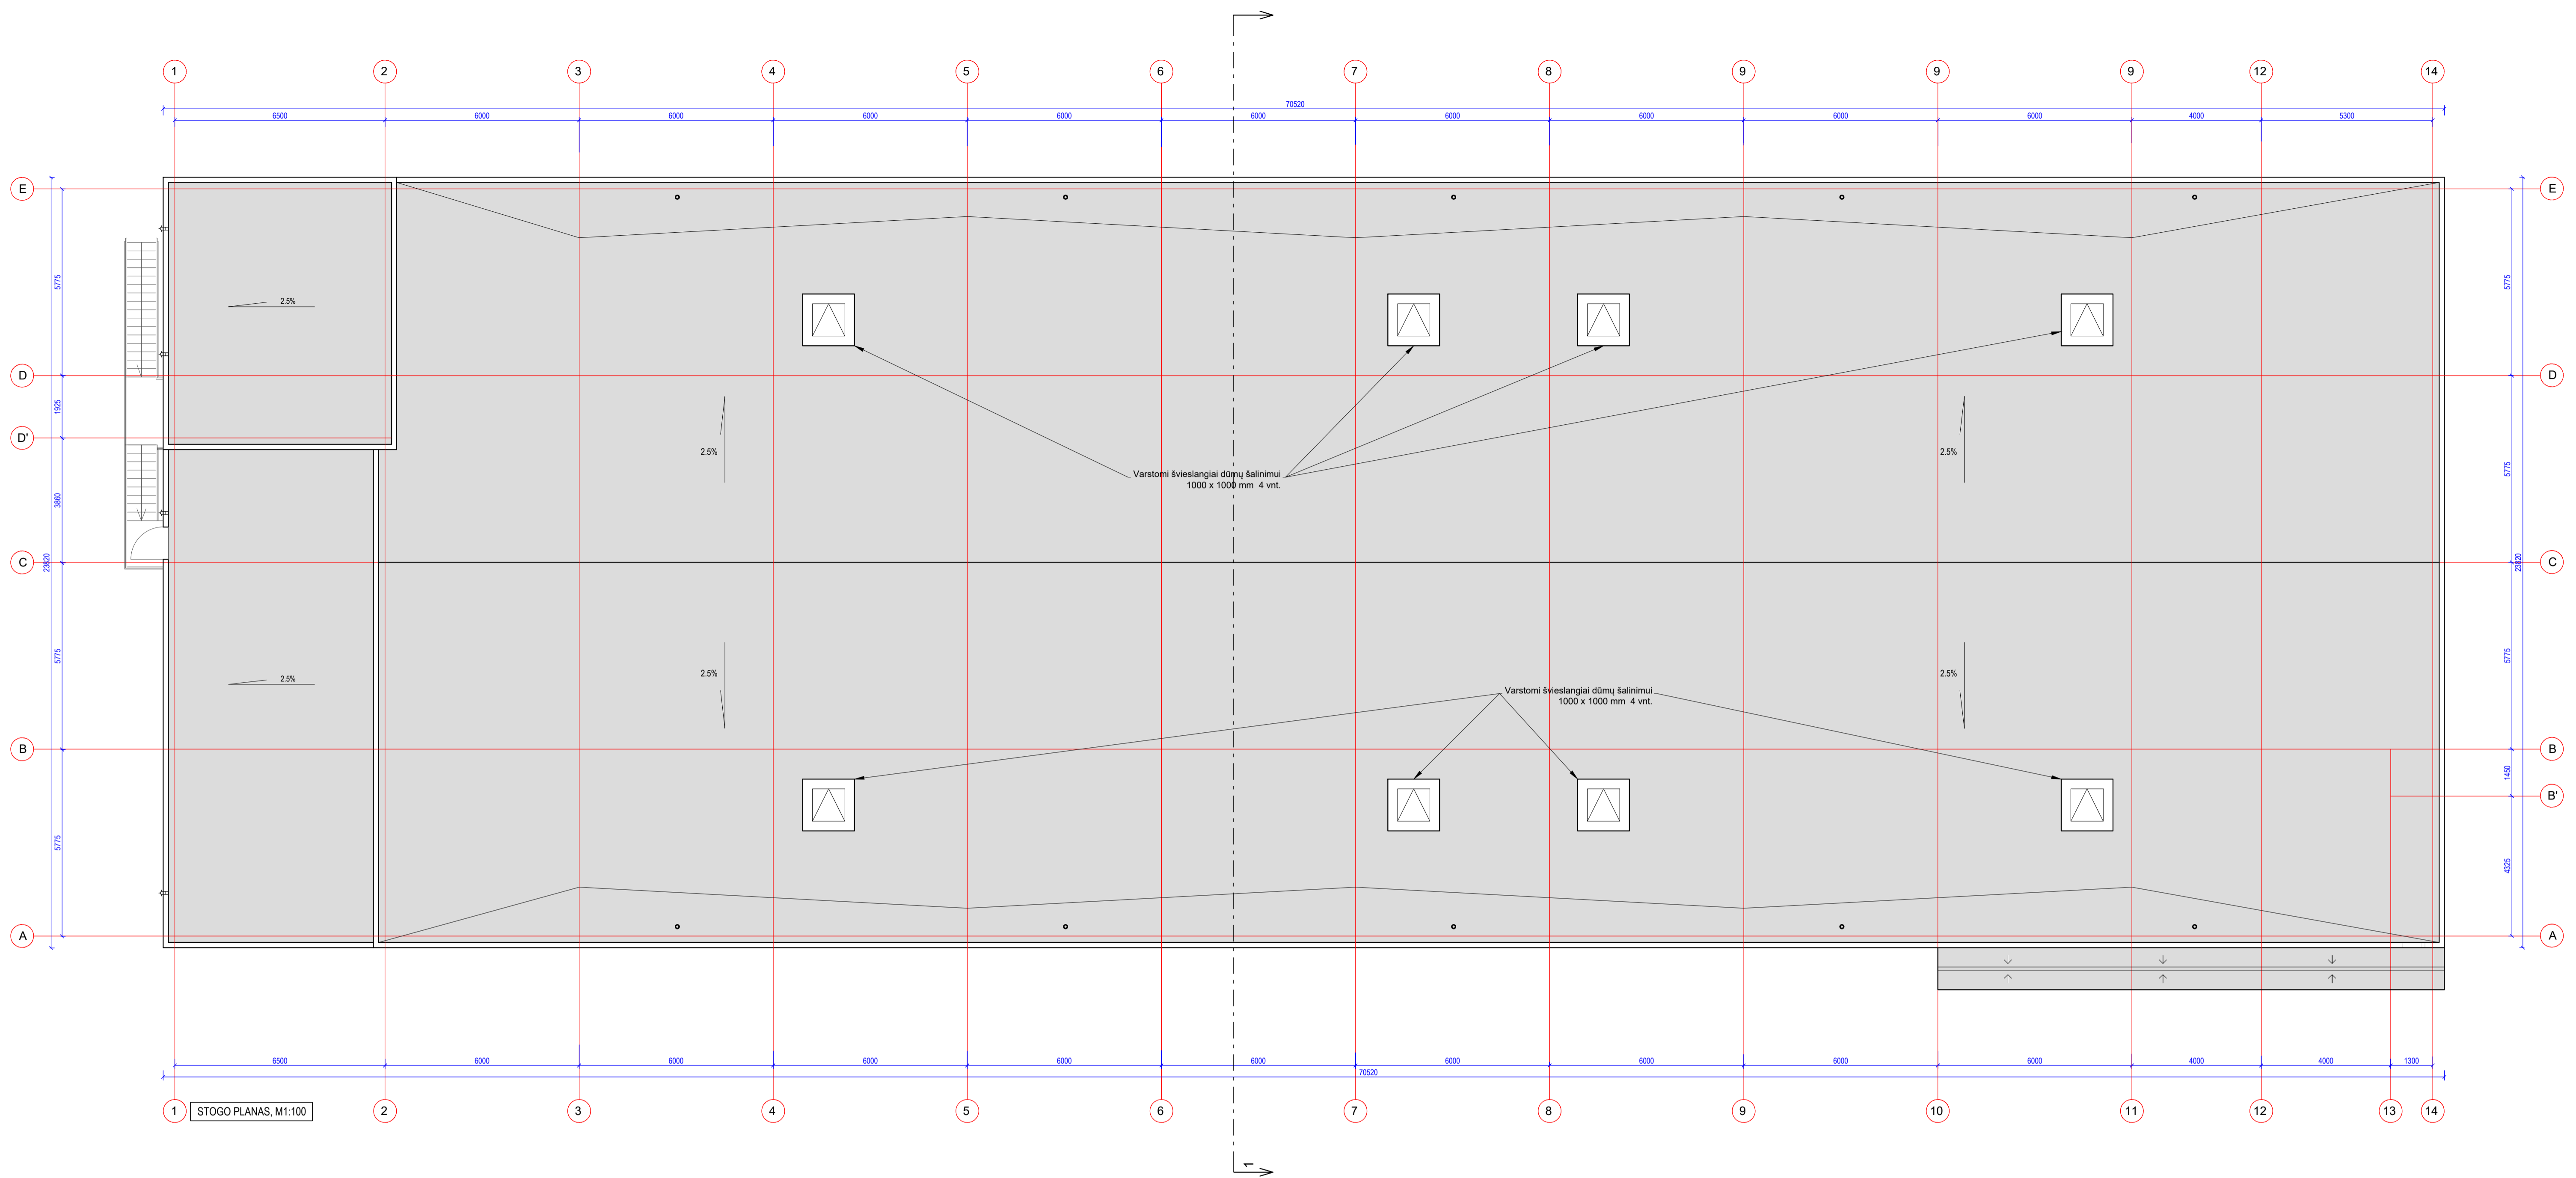 1 2 3 4 5 6 7 8 9 9 9 12 14
70520
6500 6000 6000 6000 6000 6000 6000 6000 6000 6000 4000 5300
E E
5775 5775
2.5%
D D
1925
2.5% 2.5%
D'
Varstomi švieslangiai dūmų šalinimui
1000 x 1000 mm 4 vnt.
5775
3860
C C
23820 23820
5775 5775
2.5% 2.5%
2.5%
Varstomi švieslangiai dūmų šalinimui
1000 x 1000 mm 4 vnt.
B B
1450
B'
5775
4325
A A
6500 6000 6000 6000 6000 6000 6000 6000 6000 6000 4000 4000 1300
70520
1 2 3 4 5 6 7 8 9 10 11 12 13 14
STOGO PLANAS, M1:100
1